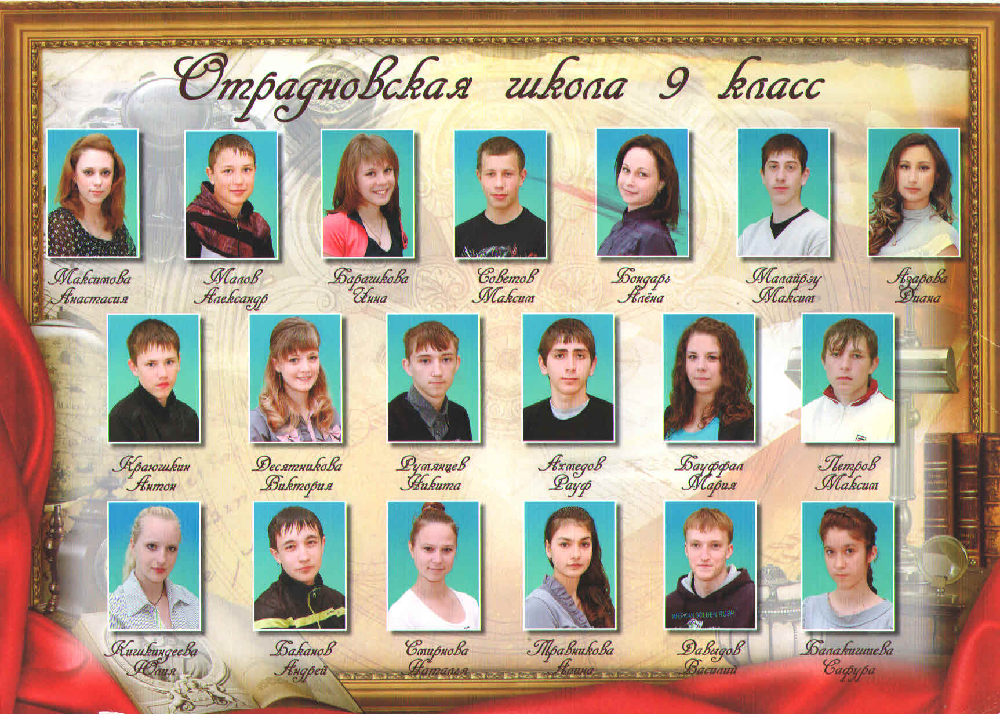 Отрадновская школа 9 класс
Максимова
Анастасия
Малов
Александр
Барашкова
Инна
Советов
Максим
Бондарь
Алёна
Малайрэу
Максим
Азарова
Диана
Краюшкин
Антон
Десятникова
Виктория
Румянцев
Никита
Ахмедов
Рауф
Бауффал
Мария
Петров
Максим
Кишкиндеева
Юлия
Баканов
Андрей
Смирнова
Наталья
Травникова
Алина
Давыдов
Василий
Балакишиева
Сафура
GOLDEN RUSH